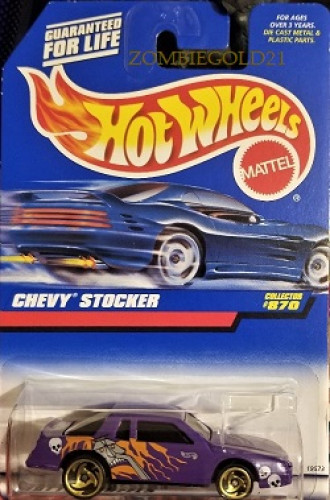 GUARANTEED
FOR LIFE
ZOMBIEGOLD21
FOR AGES
OVER 3 YEARS.
DIE CAST METAL &
PLASTIC PARTS.
HOT WHEELS
MATTEL
®
CHEVY® STOCKER
COLLECTOR
#870